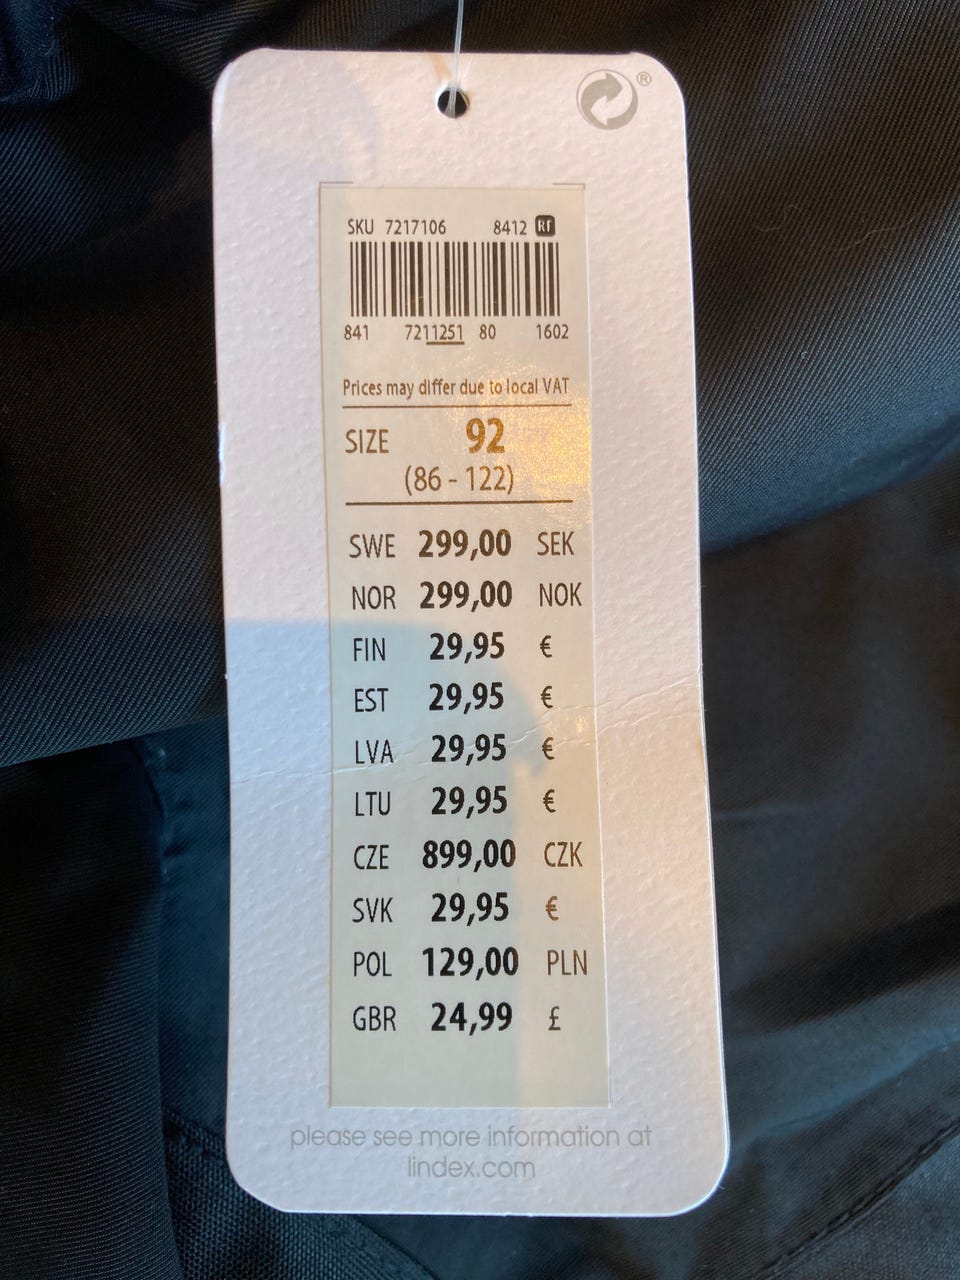 ®
SKU 7217106 8412 RF
841 7211251 80 1602
Prices may differ due to local VAT
SIZE 92
(86 - 122)
SWE 299,00 SEK
NOR 299,00 NOK
FIN 29,95 €
EST 29,95 €
LVA 29,95 €
LTU 29,95 €
CZE 899,00 CZK
SVK 29,95 €
POL 129,00 PLN
GBR 24,99 £
please see more information at
lindex.com